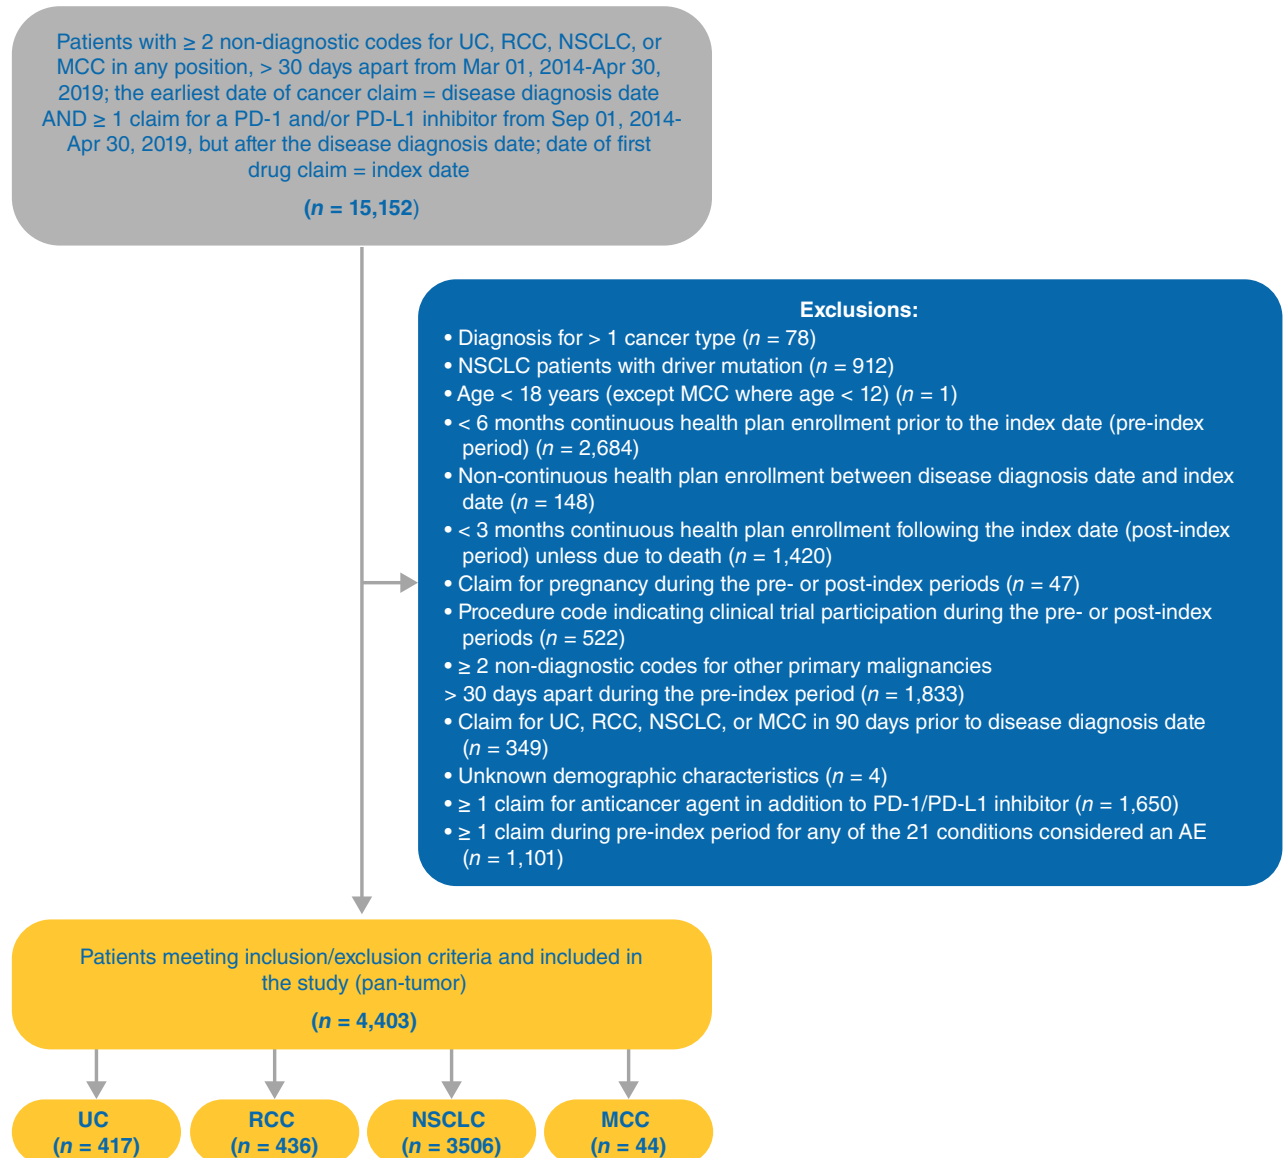 Patients with ≥ 2 non-diagnostic codes for UC, RCC, NSCLC, or
MCC in any position, > 30 days apart from Mar 01, 2014-Apr 30,
2019; the earliest date of cancer claim = disease diagnosis date
AND ≥ 1 claim for a PD-1 and/or PD-L1 inhibitor from Sep 01, 2014-
Apr 30, 2019, but after the disease diagnosis date; date of first
drug claim = index date
(n = 15,152)
Exclusions:
• Diagnosis for > 1 cancer type (n = 78)
• NSCLC patients with driver mutation (n = 912)
• Age < 18 years (except MCC where age < 12) (n = 1)
• < 6 months continuous health plan enrollment prior to the index date (pre-index
period) (n = 2,684)
• Non-continuous health plan enrollment between disease diagnosis date and index
date (n = 148)
• < 3 months continuous health plan enrollment following the index date (post-index
period) unless due to death (n = 1,420)
• Claim for pregnancy during the pre- or post-index periods (n = 47)
• Procedure code indicating clinical trial participation during the pre- or post-index
periods (n = 522)
• ≥ 2 non-diagnostic codes for other primary malignancies
> 30 days apart during the pre-index period (n = 1,833)
• Claim for UC, RCC, NSCLC, or MCC in 90 days prior to disease diagnosis date
(n = 349)
• Unknown demographic characteristics (n = 4)
• ≥ 1 claim for anticancer agent in addition to PD-1/PD-L1 inhibitor (n = 1,650)
• ≥ 1 claim during pre-index period for any of the 21 conditions considered an AE
(n = 1,101)
Patients meeting inclusion/exclusion criteria and included in
the study (pan-tumor)
(n = 4,403)
UC
(n = 417)
RCC
(n = 436)
NSCLC
(n = 3506)
MCC
(n = 44)